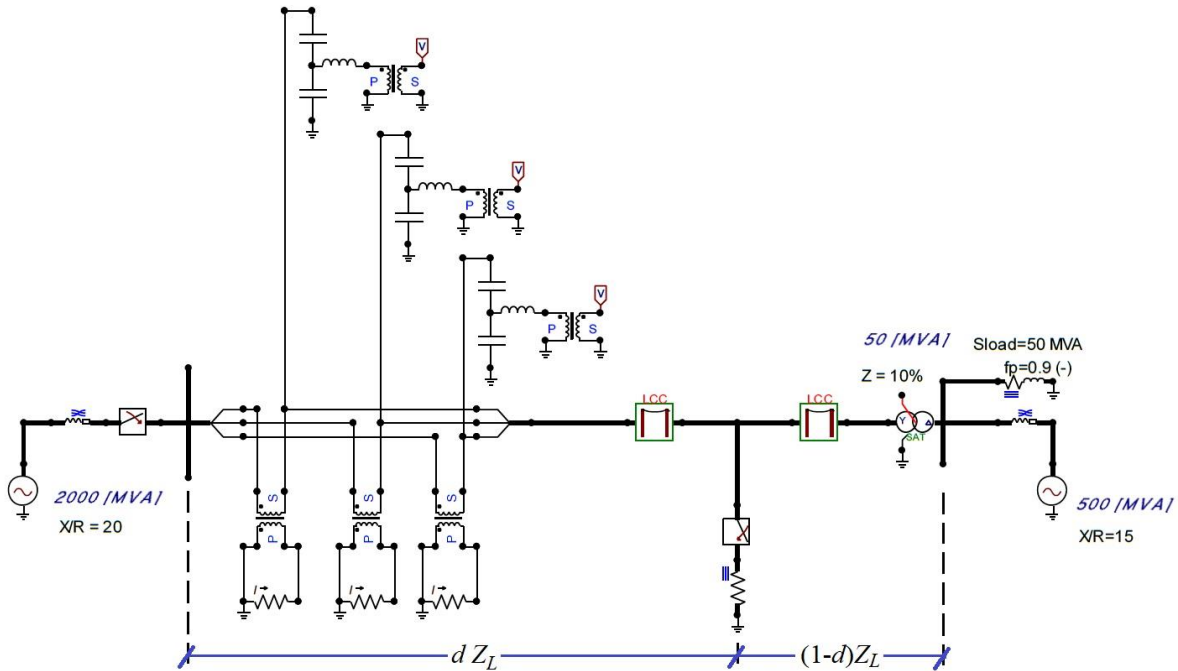 V
P S
V
P S
V
P S
50 [MVA]
Sload=50 MVA
fp=0.9 (-)
Z = 10%
LCC
LCC
Y
SAT
2000 [MVA]
X/R = 20
S
S
S
P
P
P
500 [MVA]
X/R=15
I
I
I
d Z_L
(1-d)Z_L